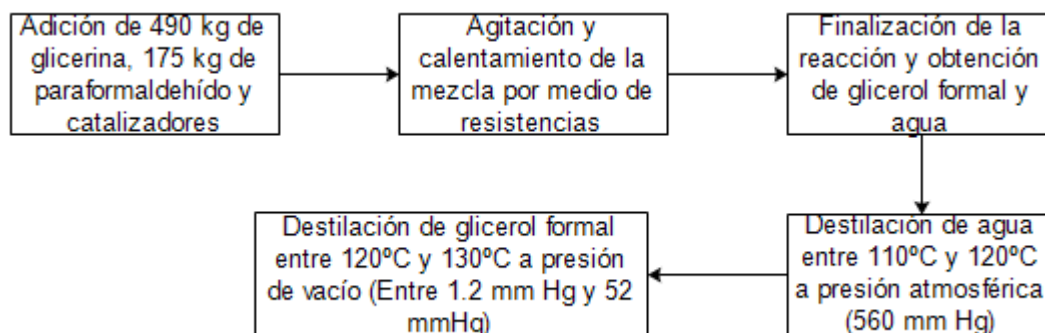 Adición de 490 kg de
glicerina, 175 kg de
paraformaldehído y
catalizadores
Agitación y
calentamiento de la
mezcla por medio de
resistencias
Finalización de la
reacción y obtención
de glicerol formal y
agua
Destilación de agua
entre 110ºC y 120ºC
a presión atmosférica
(560 mm Hg)
Destilación de glicerol formal
entre 120ºC y 130ºC a presión
de vacío (Entre 1.2 mm Hg y 52
mmHg)